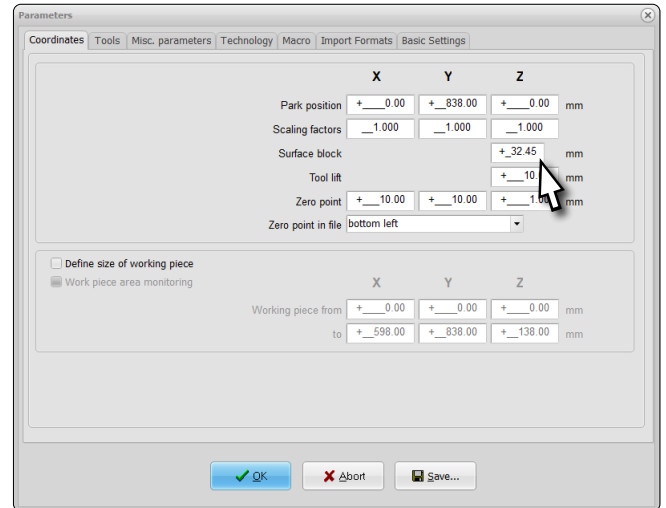 Parameters
Coordinates Tools Misc. parameters Technology Macro Import Formats Basic Settings
X Y Z
Park position +____0.00 +__838.00 +____0.00 mm
Scaling factors __1.000 __1.000 __1.000
Surface block +_32.45 mm
Tool lift +___10. mm
Zero point +___10.00 +___10.00 +____1.00 mm
Zero point in file bottom left
Define size of working piece
Work piece area monitoring
X Y Z
Working piece from +____0.00 +____0.00 +____0.00 mm
to +__598.00 +__838.00 +__138.00 mm
OK Abort Save...